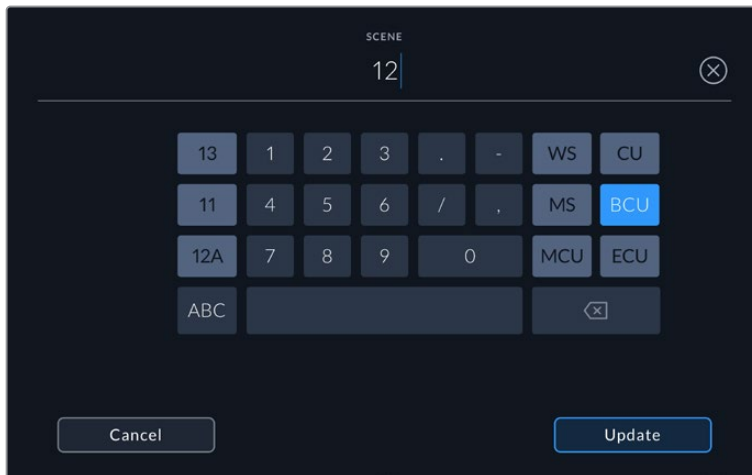 SCENE
12
13 1 2 3 . - WS CU
11 4 5 6 / , MS BCU
12A 7 8 9 0 MCU ECU
ABC
Cancel Update